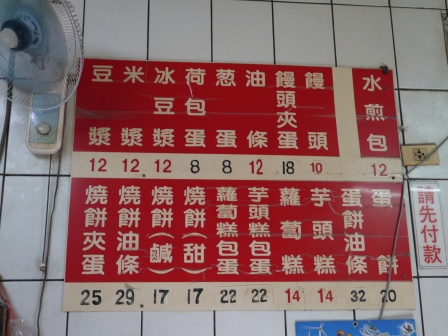 豆漿 12
米漿 12
冰豆漿 12
荷包蛋 8
葱蛋 8
油條 12
饅頭夾蛋 18
饅頭 10
水煎包 12
燒餅夾蛋 25
燒餅油條 29
燒餅(鹹) 17
燒餅(甜) 17
蘿蔔糕包蛋 22
芋頭糕包蛋 22
蘿蔔糕 14
芋頭糕 14
蛋餅油條 32
蛋餅 20
請先付款